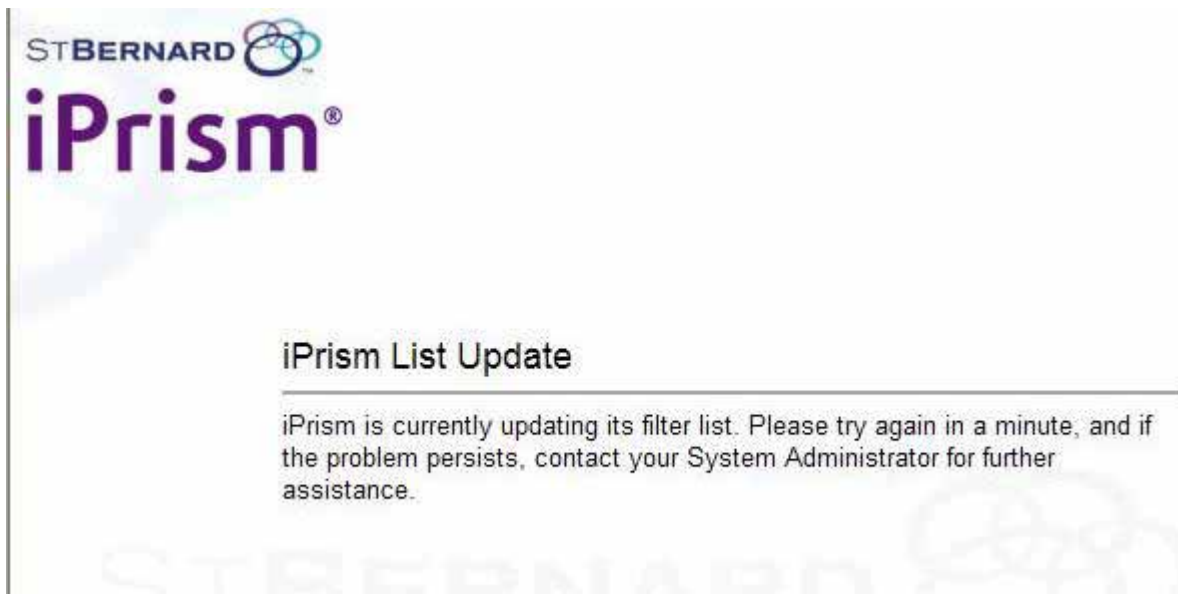 STBERNARD™
iPrism®
iPrism List Update
iPrism is currently updating its filter list. Please try again in a minute, and if
the problem persists, contact your System Administrator for further
assistance.
STBERNARD